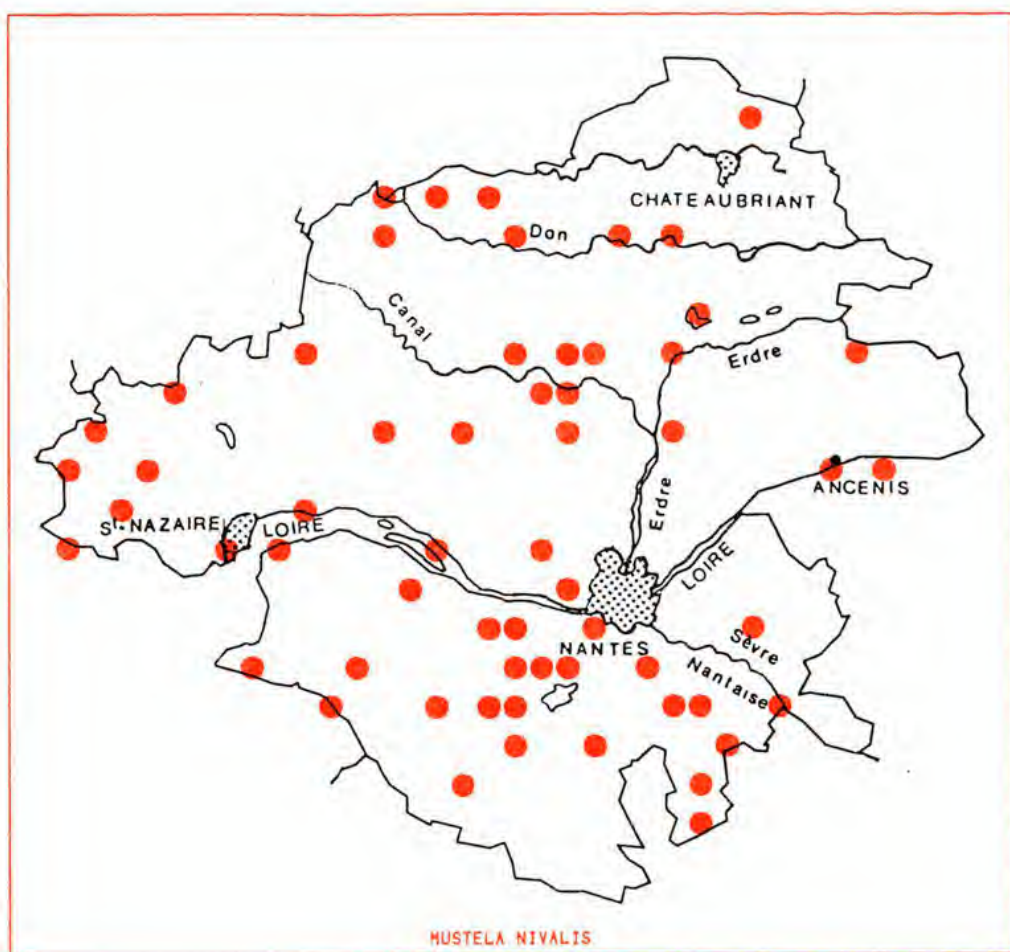 CHATEAUBRIANT
Don
Canal
Erdre
ANCENIS
Erdre
St-NAZAIRE
LOIRE
LOIRE
NANTES
Sèvre
Nantaise
MUSTELA NIVALIS